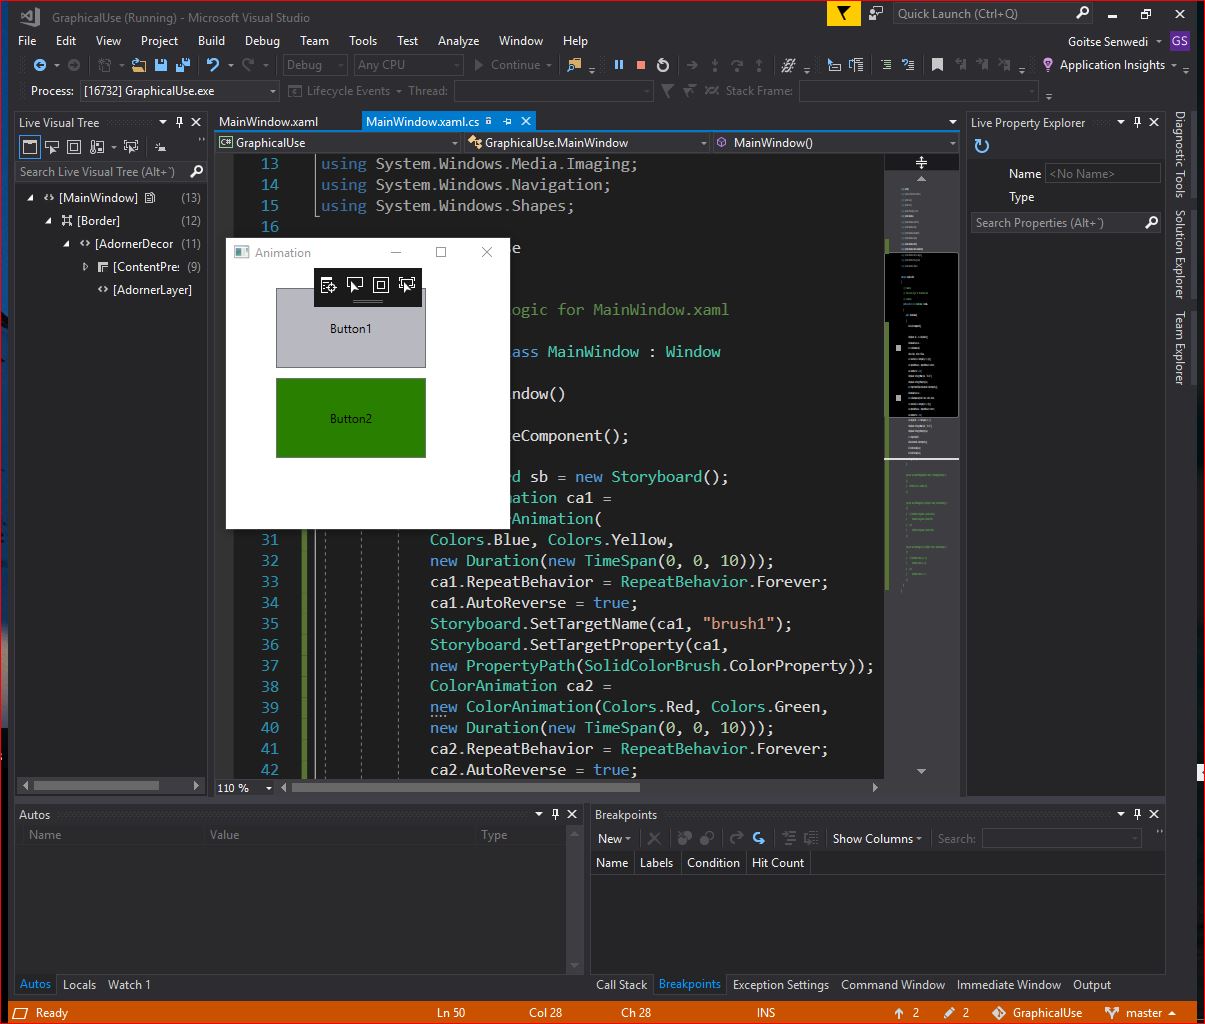 GraphicalUse (Running) - Microsoft Visual Studio
Quick Launch (Ctrl+Q)
File Edit View Project Build Debug Team Tools Test Analyze Window Help
Goitse Senwedi GS
Debug Any CPU Continue Application Insights
Process: [16732] GraphicalUse.exe Lifecycle Events Thread: Stack Frame:
Live Visual Tree
Search Live Visual Tree (Alt+`)
[MainWindow] (13)
[Border] (12)
[AdornerDecor (11)
[ContentPre: (9)
[AdornerLayer]
MainWindow.xaml MainWindow.xaml.cs
C# GraphicalUse GraphicalUse.MainWindow MainWindow()
13 using System.Windows.Media.Imaging;
14 using System.Windows.Navigation;
15 using System.Windows.Shapes;
16
e
ogic for MainWindow.xaml
ass MainWindow : Window
ndow()
eComponent();
d sb = new Storyboard();
mation ca1 =
Animation(
31 Colors.Blue, Colors.Yellow,
32 new Duration(new TimeSpan(0, 0, 10)));
33 ca1.RepeatBehavior = RepeatBehavior.Forever;
34 ca1.AutoReverse = true;
35 Storyboard.SetTargetName(ca1, "brush1");
36 Storyboard.SetTargetProperty(ca1,
37 new PropertyPath(SolidColorBrush.ColorProperty));
38 ColorAnimation ca2 =
39 new ColorAnimation(Colors.Red, Colors.Green,
40 new Duration(new TimeSpan(0, 0, 10)));
41 ca2.RepeatBehavior = RepeatBehavior.Forever;
42 ca2.AutoReverse = true;
110 %
Animation
Button1
Button2
Live Property Explorer
Name <No Name>
Type
Search Properties (Alt+`)
Diagnostic Tools
Solution Explorer
Team Explorer
Autos
Name Value Type
Autos Locals Watch 1
Breakpoints
New Show Columns Search:
Name Labels Condition Hit Count
Call Stack Breakpoints Exception Settings Command Window Immediate Window Output
Ready Ln 50 Col 28 Ch 28 INS 2 2 GraphicalUse master